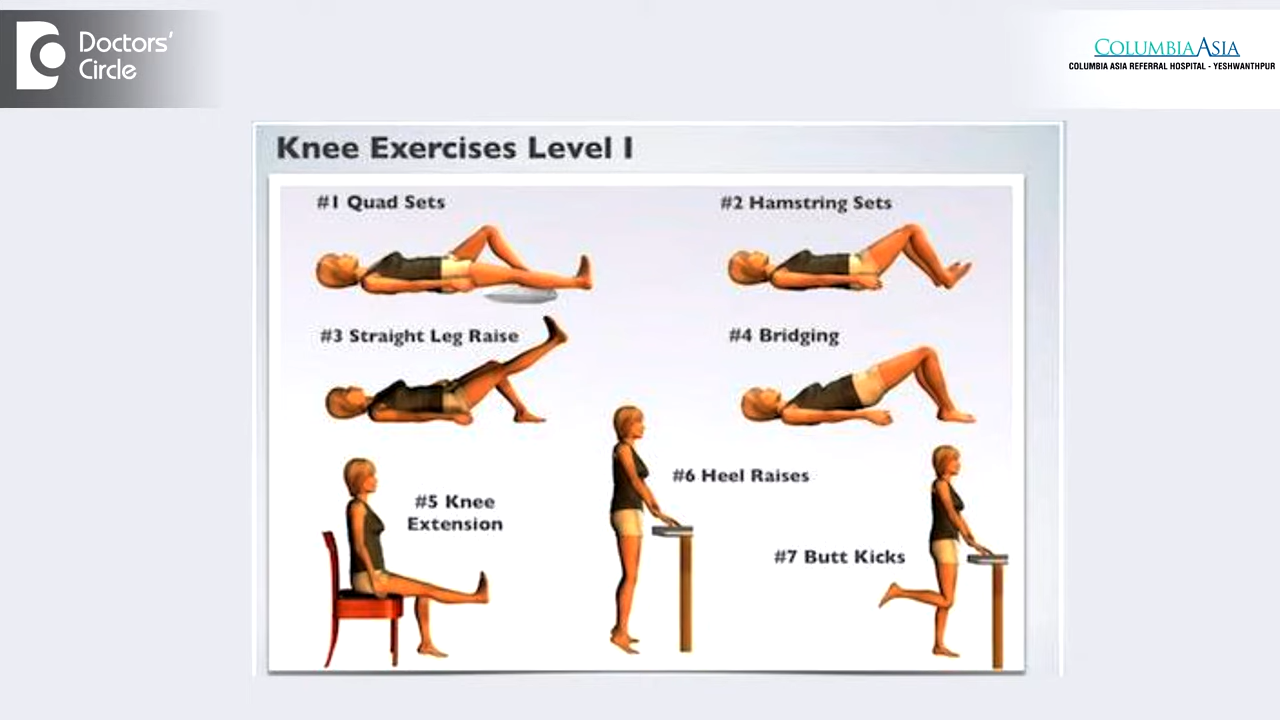 Doctors'
Circle
COLUMBIA ASIA
COLUMBIA ASIA REFERRAL HOSPITAL - YESHWANTHPUR
Knee Exercises Level I
#1 Quad Sets
#2 Hamstring Sets
#3 Straight Leg Raise
#4 Bridging
#5 Knee
Extension
#6 Heel Raises
#7 Butt Kicks